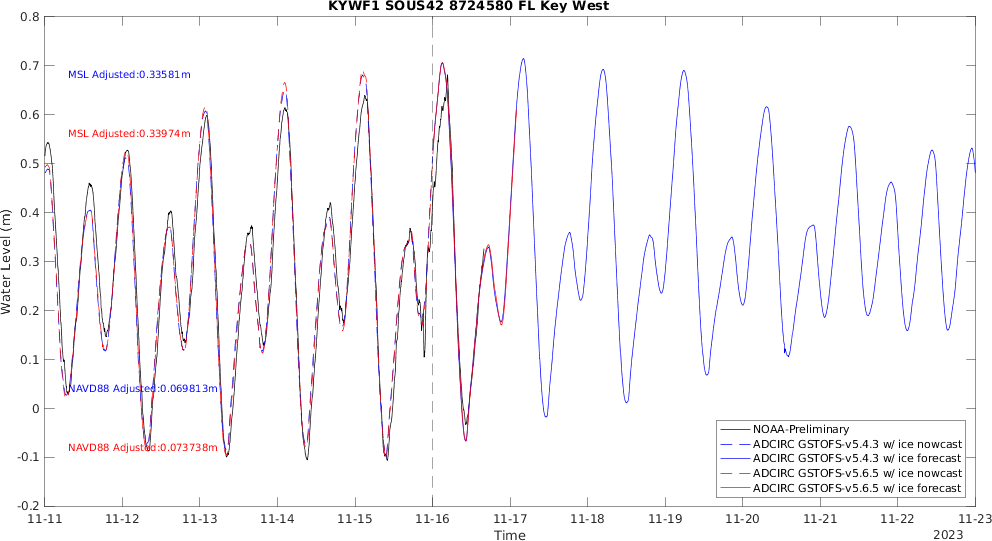 KYWF1 SOUS42 8724580 FL Key West
0.8
0.7
0.6
0.5
0.4
0.3
0.2
0.1
0
-0.1
-0.2
Water Level (m)
MSL Adjusted:0.33581m
MSL Adjusted:0.33974m
NAVD88 Adjusted:0.069813m
NAVD88 Adjusted:0.073738m
NOAA-Preliminary
ADCIRC GSTOFS-v5.4.3 w/ ice nowcast
ADCIRC GSTOFS-v5.4.3 w/ ice forecast
ADCIRC GSTOFS-v5.6.5 w/ ice nowcast
ADCIRC GSTOFS-v5.6.5 w/ ice forecast
11-11 11-12 11-13 11-14 11-15 11-16 11-17 11-18 11-19 11-20 11-21 11-22 11-23
Time
2023